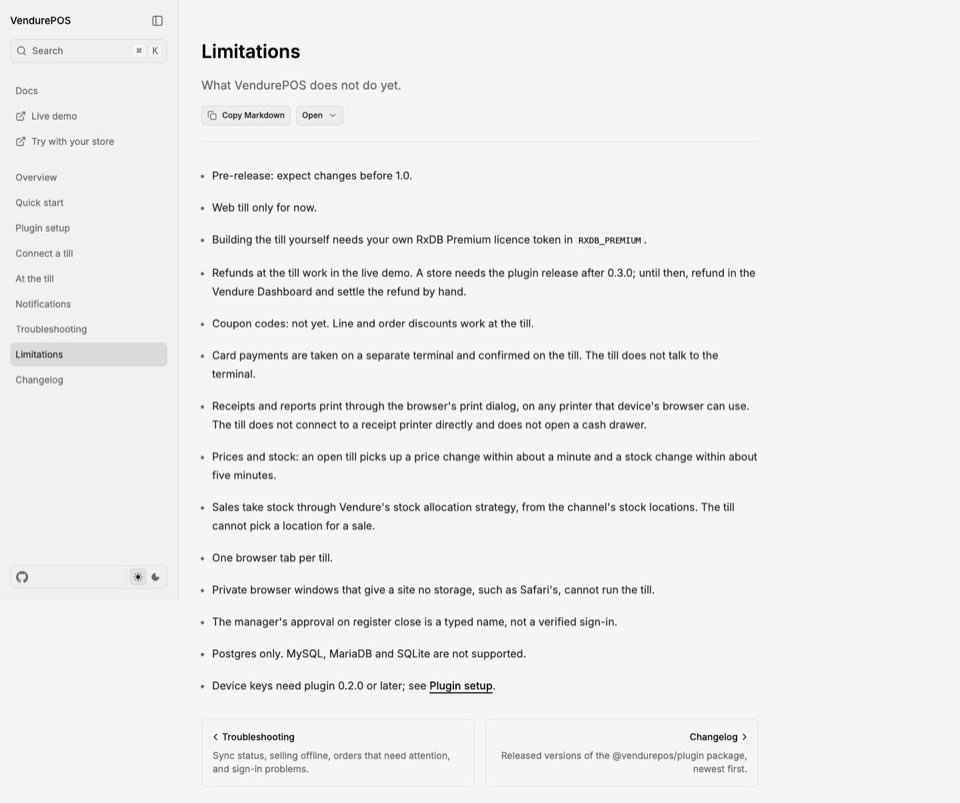 VendurePOS
Search ⌘ K
Docs
Live demo
Try with your store
Overview
Quick start
Plugin setup
Connect a till
At the till
Notifications
Troubleshooting
Limitations
Changelog
Limitations
What VendurePOS does not do yet.
Copy Markdown Open
Pre-release: expect changes before 1.0.
Web till only for now.
Building the till yourself needs your own RxDB Premium licence token in RXDB_PREMIUM.
Refunds at the till work in the live demo. A store needs the plugin release after 0.3.0; until then, refund in the
Vendure Dashboard and settle the refund by hand.
Coupon codes: not yet. Line and order discounts work at the till.
Card payments are taken on a separate terminal and confirmed on the till. The till does not talk to the
terminal.
Receipts and reports print through the browser's print dialog, on any printer that device's browser can use.
The till does not connect to a receipt printer directly and does not open a cash drawer.
Prices and stock: an open till picks up a price change within about a minute and a stock change within about
five minutes.
Sales take stock through Vendure's stock allocation strategy, from the channel's stock locations. The till
cannot pick a location for a sale.
One browser tab per till.
Private browser windows that give a site no storage, such as Safari's, cannot run the till.
The manager's approval on register close is a typed name, not a verified sign-in.
Postgres only. MySQL, MariaDB and SQLite are not supported.
Device keys need plugin 0.2.0 or later; see Plugin setup.
Troubleshooting
Sync status, selling offline, orders that need attention,
and sign-in problems.
Changelog
Released versions of the @vendurepos/plugin package,
newest first.